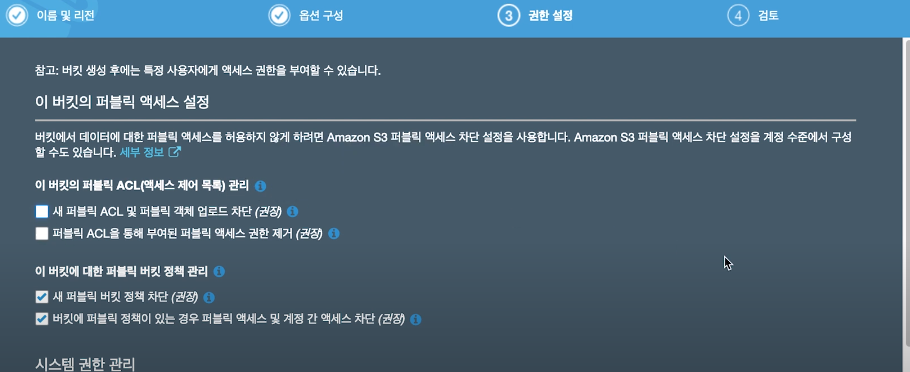 이름 및 리전
옵션 구성
3 권한 설정
4 검토
참고: 버킷 생성 후에는 특정 사용자에게 액세스 권한을 부여할 수 있습니다.
이 버킷의 퍼블릭 액세스 설정
버킷에서 데이터에 대한 퍼블릭 액세스를 허용하지 않게 하려면 Amazon S3 퍼블릭 액세스 차단 설정을 사용합니다. Amazon S3 퍼블릭 액세스 차단 설정을 계정 수준에서 구성
할 수도 있습니다. 세부 정보
이 버킷의 퍼블릭 ACL(액세스 제어 목록) 관리
새 퍼블릭 ACL 및 퍼블릭 객체 업로드 차단 (권장)
퍼블릭 ACL을 통해 부여된 퍼블릭 액세스 권한 제거 (권장)
이 버킷에 대한 퍼블릭 버킷 정책 관리
새 퍼블릭 버킷 정책 차단 (권장)
버킷에 퍼블릭 정책이 있는 경우 퍼블릭 액세스 및 계정 간 액세스 차단 (권장)
시스템 권한 관리